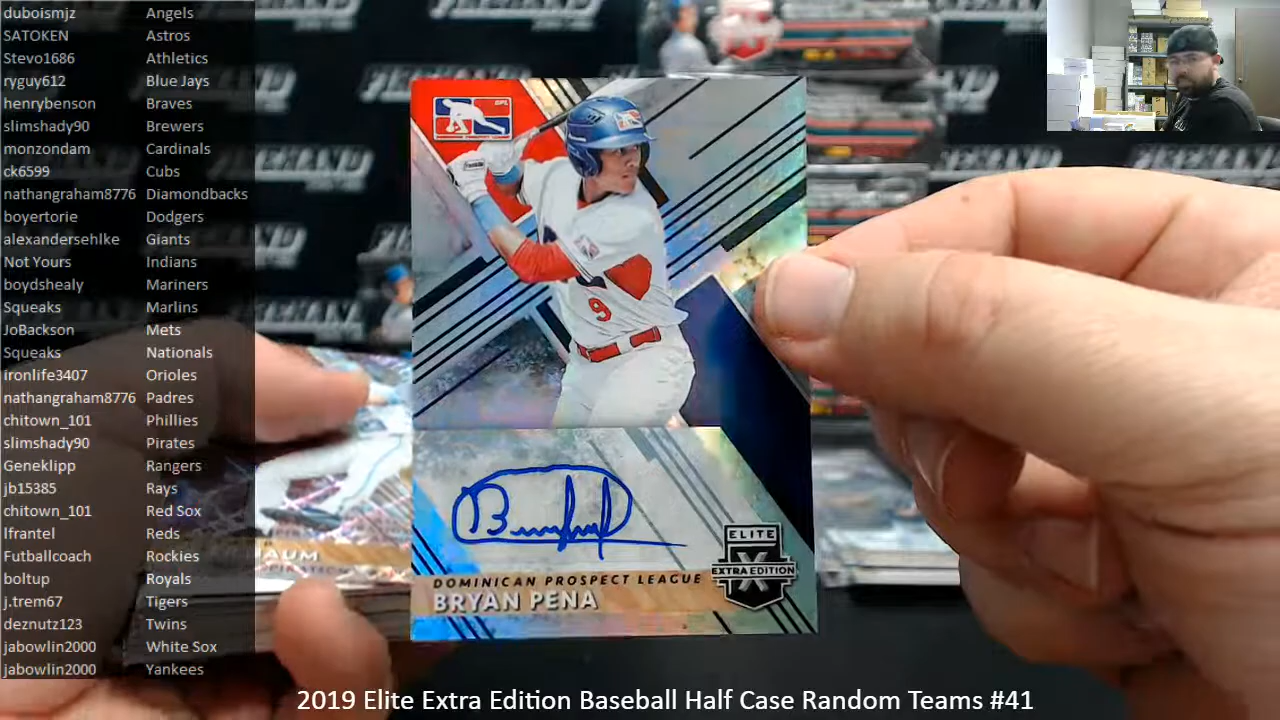 duboismjz Angels
SATOKEN Astros
Stevo1686 Athletics
ryguy612 Blue Jays
henrybenson Braves
slimshady90 Brewers
monzondam Cardinals
ck6599 Cubs
nathangraham8776 Diamondbacks
boyertorie Dodgers
alexandersehlke Giants
Not Yours Indians
boydshealy Mariners
Squeaks Marlins
JoBackson Mets
Squeaks Nationals
ironlife3407 Orioles
nathangraham8776 Padres
chitown_101 Phillies
slimshady90 Pirates
Geneklipp Rangers
jb15385 Rays
chitown_101 Red Sox
lfrantel Reds
Futballcoach Rockies
boltup Royals
j.trem67 Tigers
deznutz123 Twins
jabowlin2000 White Sox
jabowlin2000 Yankees
DPL
9
ELITE
X
EXTRA EDITION
DOMINICAN PROSPECT LEAGUE
BRYAN PENA
2019 Elite Extra Edition Baseball Half Case Random Teams #41